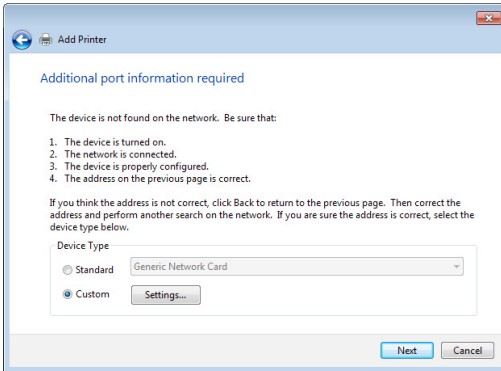 Add Printer
Additional port information required
The device is not found on the network. Be sure that:
1. The device is turned on.
2. The network is connected.
3. The device is properly configured.
4. The address on the previous page is correct.
If you think the address is not correct, click Back to return to the previous page. Then correct the
address and perform another search on the network. If you are sure the address is correct, select the
device type below.
Device Type
Standard Generic Network Card
Custom Settings...
Next Cancel